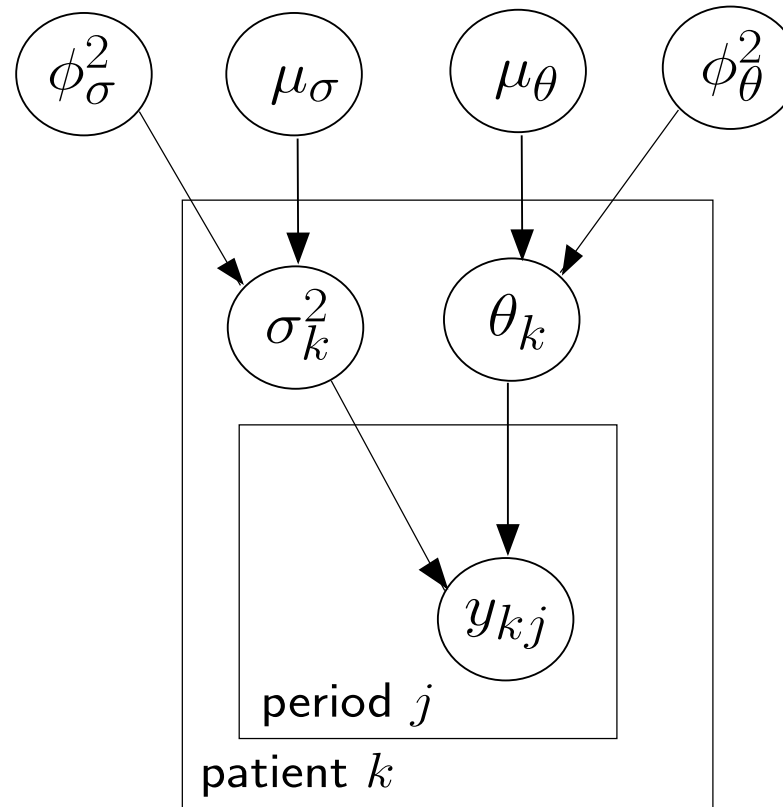 ϕ²_σ μ_σ μ_θ ϕ²_θ
σ²_k θ_k
y_kj
period j
patient k